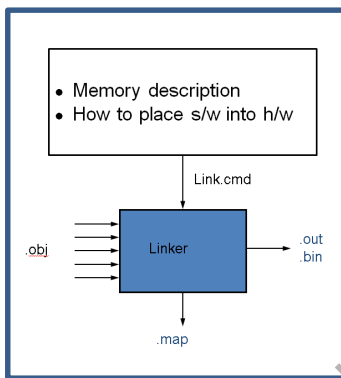 • Memory description
• How to place s/w into h/w
Link.cmd
.obj
Linker
.out
.bin
.map